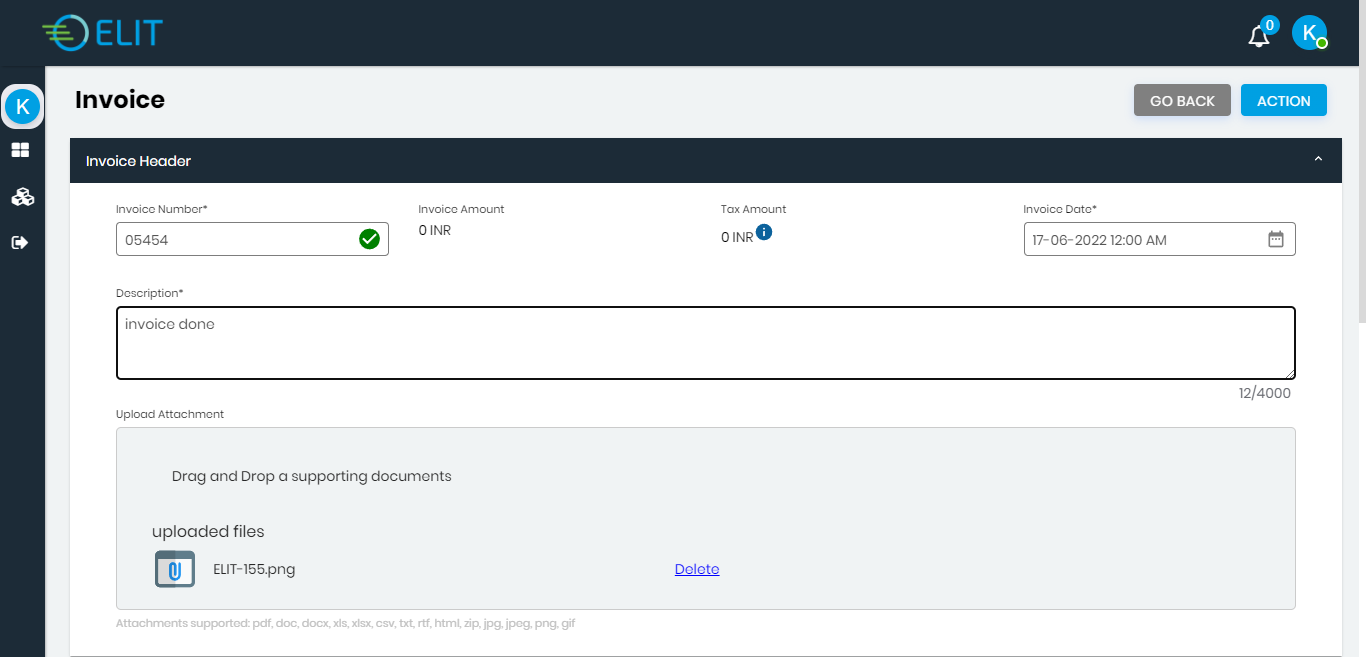 ELIT
0
K
K
Invoice
GO BACK
ACTION
Invoice Header
Invoice Number*
Invoice Amount
Tax Amount
Invoice Date*
05454
0 INR
0 INR
i
17-06-2022 12:00 AM
Description*
invoice done
12/4000
Upload Attachment
Drag and Drop a supporting documents
uploaded files
ELIT-155.png
Delete
Attachments supported: pdf, doc, docx, xls, xlsx, csv, txt, rtf, html, zip, jpg, jpeg, png, gif